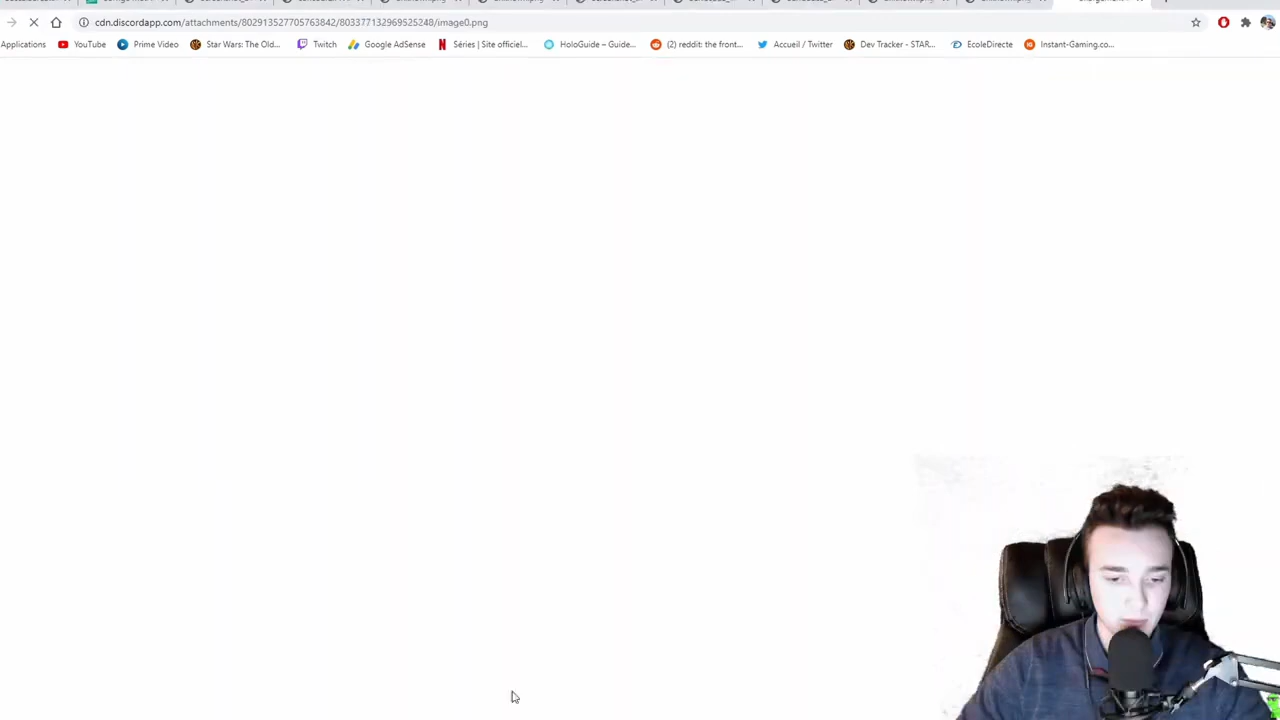 cdn.discordapp.com/attachments/802913527705763842/803377132969525248/image0.png
Applications YouTube Prime Video Star Wars: The Old... Twitch Google AdSense Séries | Site officiel... HoloGuide – Guide... (2) reddit: the front... Accueil / Twitter Dev Tracker - STAR... EcoleDirecte Instant-Gaming.co...